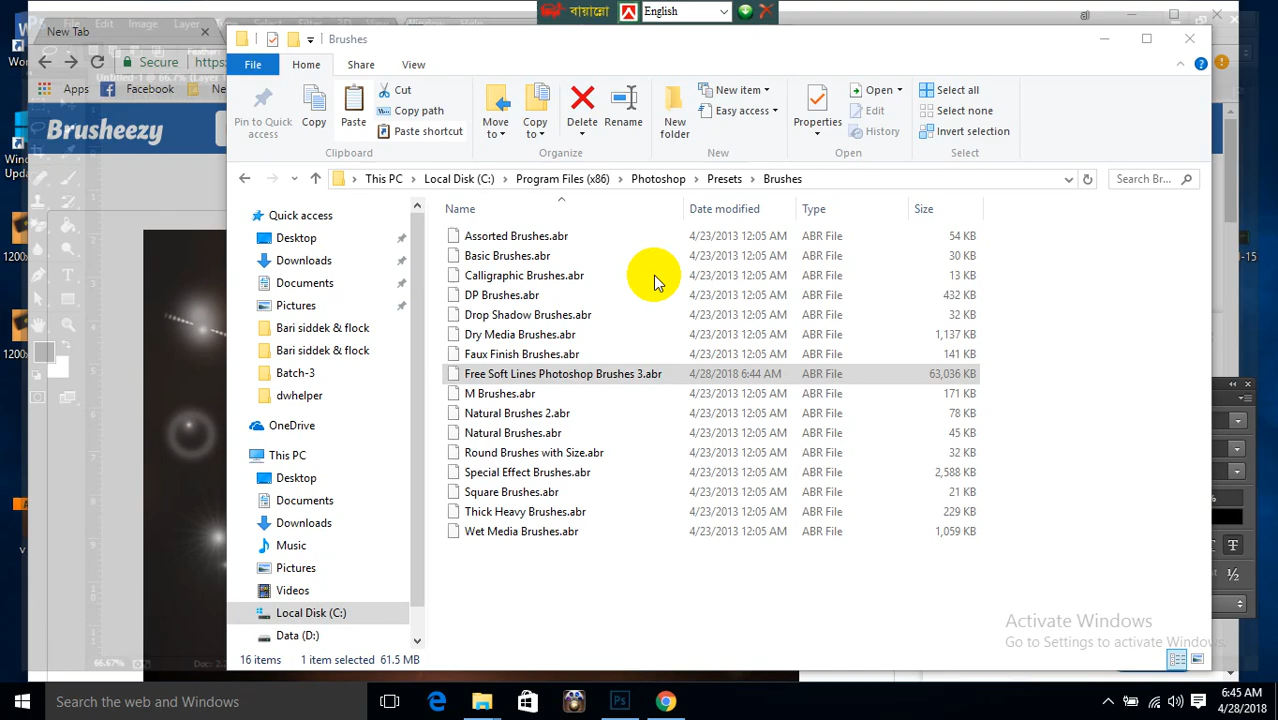 বায়ান্নো English
New Tab
Brushes
Secure https:
Apps Facebook Ne
Brusheezy
File Home Share View
Cut
Copy path
Paste shortcut
Pin to Quick access
Copy
Paste
Move to
Copy to
Delete
Rename
New folder
New item
Easy access
Properties
Open
Edit
History
Select all
Select none
Invert selection
Clipboard Organize New Open Select
This PC Local Disk (C:) Program Files (x86) Photoshop Presets Brushes
Search Br...
Name Date modified Type Size
Assorted Brushes.abr 4/23/2013 12:05 AM ABR File 54 KB
Basic Brushes.abr 4/23/2013 12:05 AM ABR File 30 KB
Calligraphic Brushes.abr 4/23/2013 12:05 AM ABR File 13 KB
DP Brushes.abr 4/23/2013 12:05 AM ABR File 432 KB
Drop Shadow Brushes.abr 4/23/2013 12:05 AM ABR File 32 KB
Dry Media Brushes.abr 4/23/2013 12:05 AM ABR File 1,137 KB
Faux Finish Brushes.abr 4/23/2013 12:05 AM ABR File 141 KB
Free Soft Lines Photoshop Brushes 3.abr 4/28/2018 6:44 AM ABR File 63,036 KB
M Brushes.abr 4/23/2013 12:05 AM ABR File 171 KB
Natural Brushes 2.abr 4/23/2013 12:05 AM ABR File 78 KB
Natural Brushes.abr 4/23/2013 12:05 AM ABR File 45 KB
Round Brushes with Size.abr 4/23/2013 12:05 AM ABR File 32 KB
Special Effect Brushes.abr 4/23/2013 12:05 AM ABR File 2,588 KB
Square Brushes.abr 4/23/2013 12:05 AM ABR File 21 KB
Thick Heavy Brushes.abr 4/23/2013 12:05 AM ABR File 229 KB
Wet Media Brushes.abr 4/23/2013 12:05 AM ABR File 1,059 KB
Quick access
Desktop
Downloads
Documents
Pictures
Bari siddek & flock
Bari siddek & flock
Batch-3
dwhelper
OneDrive
This PC
Desktop
Documents
Downloads
Music
Pictures
Videos
Local Disk (C:)
Data (D:)
16 items 1 item selected 61.5 MB
Activate Windows
Go to Settings to activate Windows.
66.67%
Search the web and Windows
6:45 AM
4/28/2018